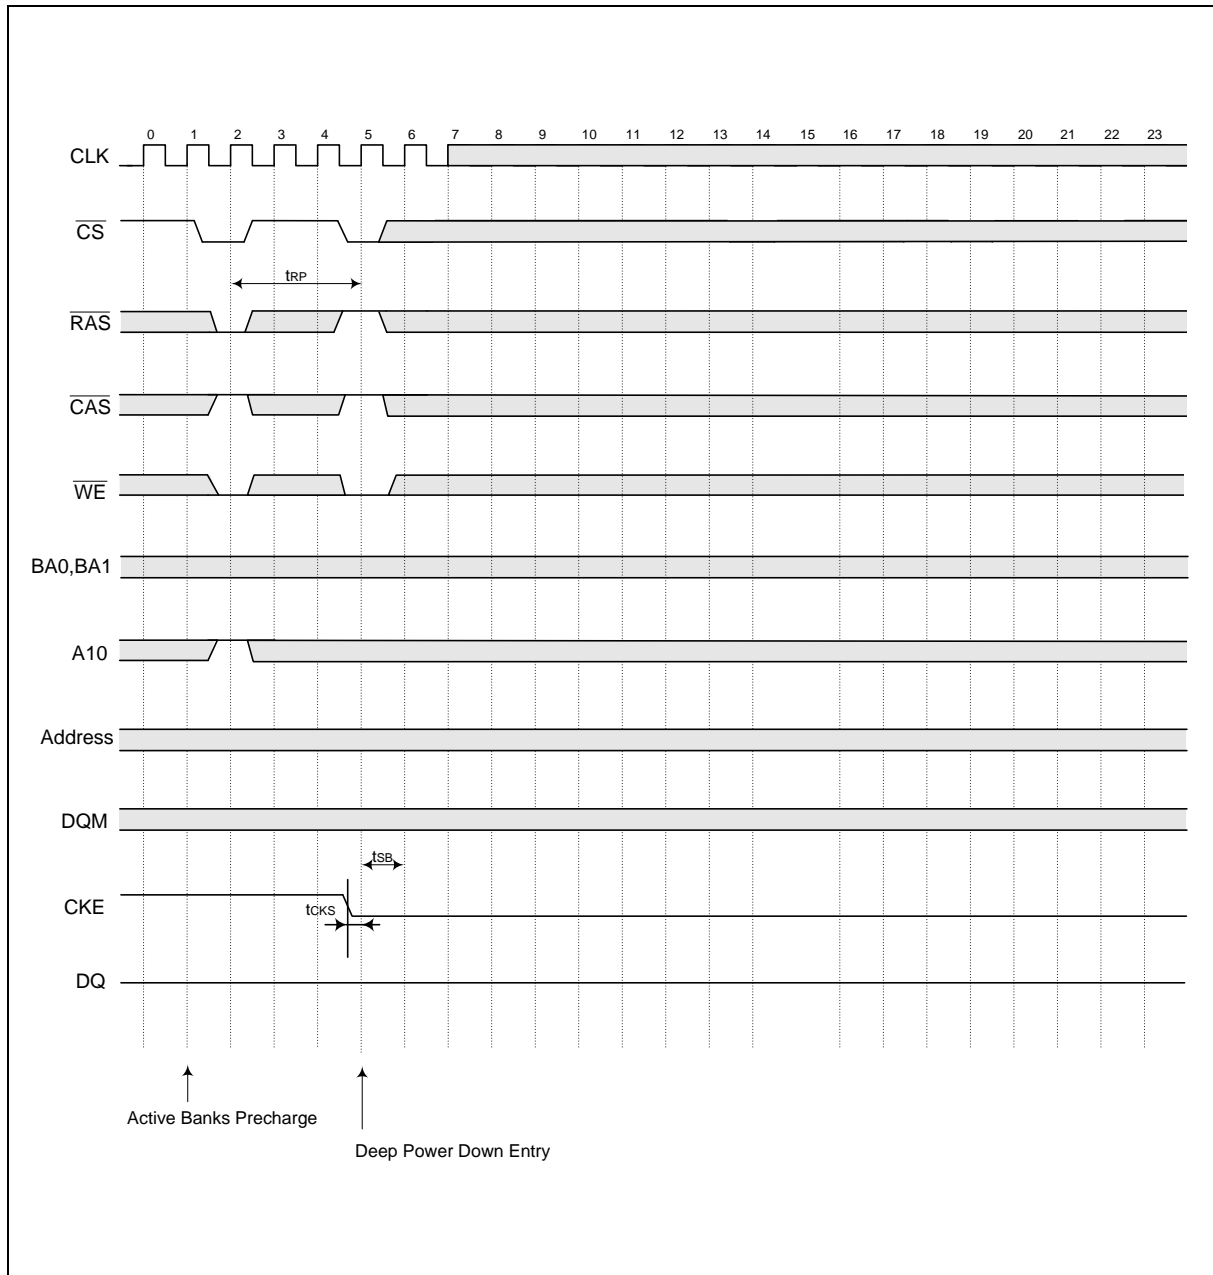 0 1 2 3 4 5 6 7 8 9 10 11 12 13 14 15 16 17 18 19 20 21 22 23
CLK
CS
tRP
RAS
CAS
WE
BA0,BA1
A10
Address
DQM
tSB
CKE
tCKS
DQ
Active Banks Precharge
Deep Power Down Entry